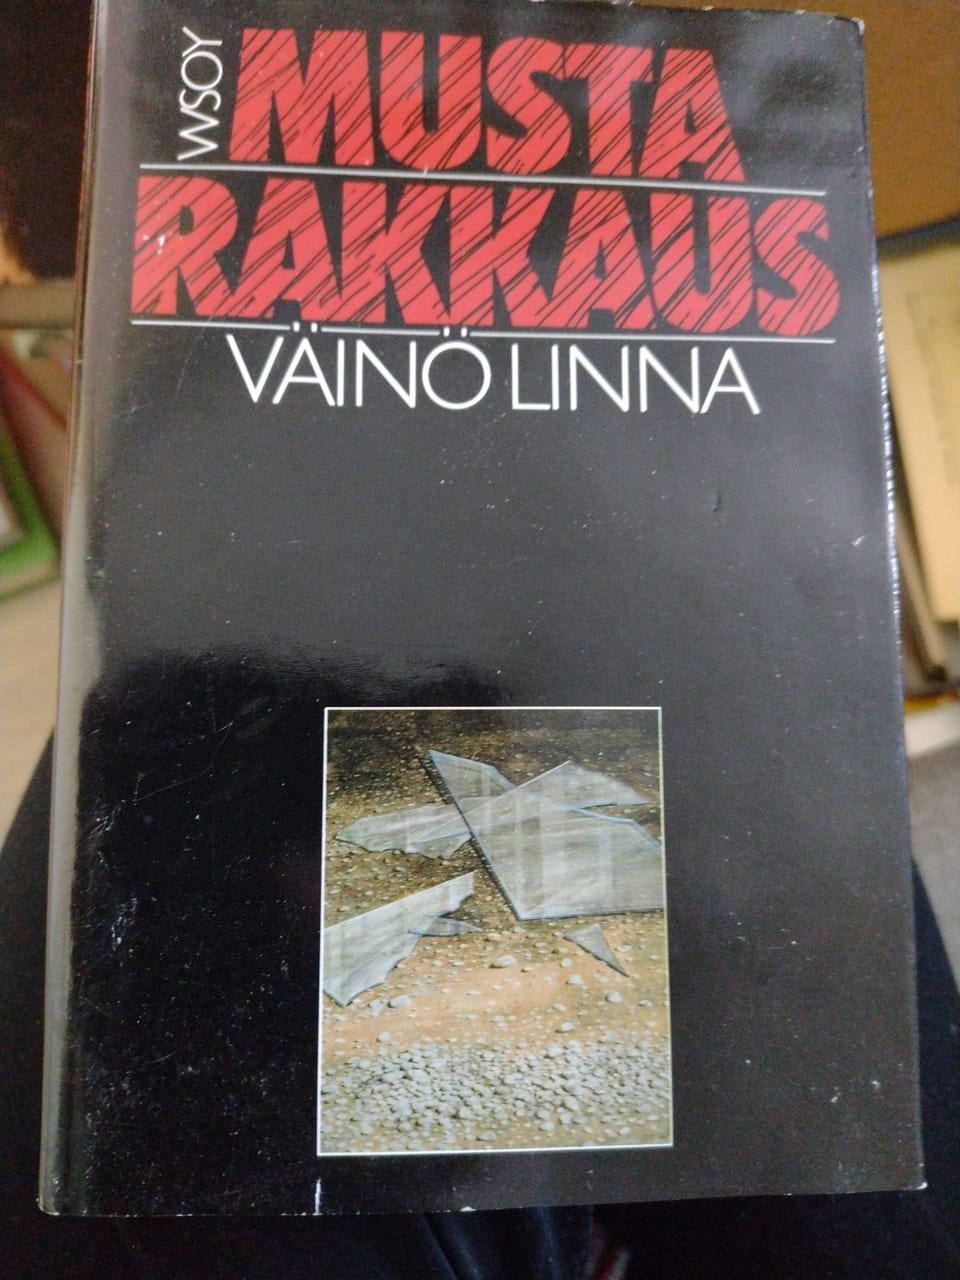 WSOY
MUSTA
RAKKAUS
VÄINÖ LINNA